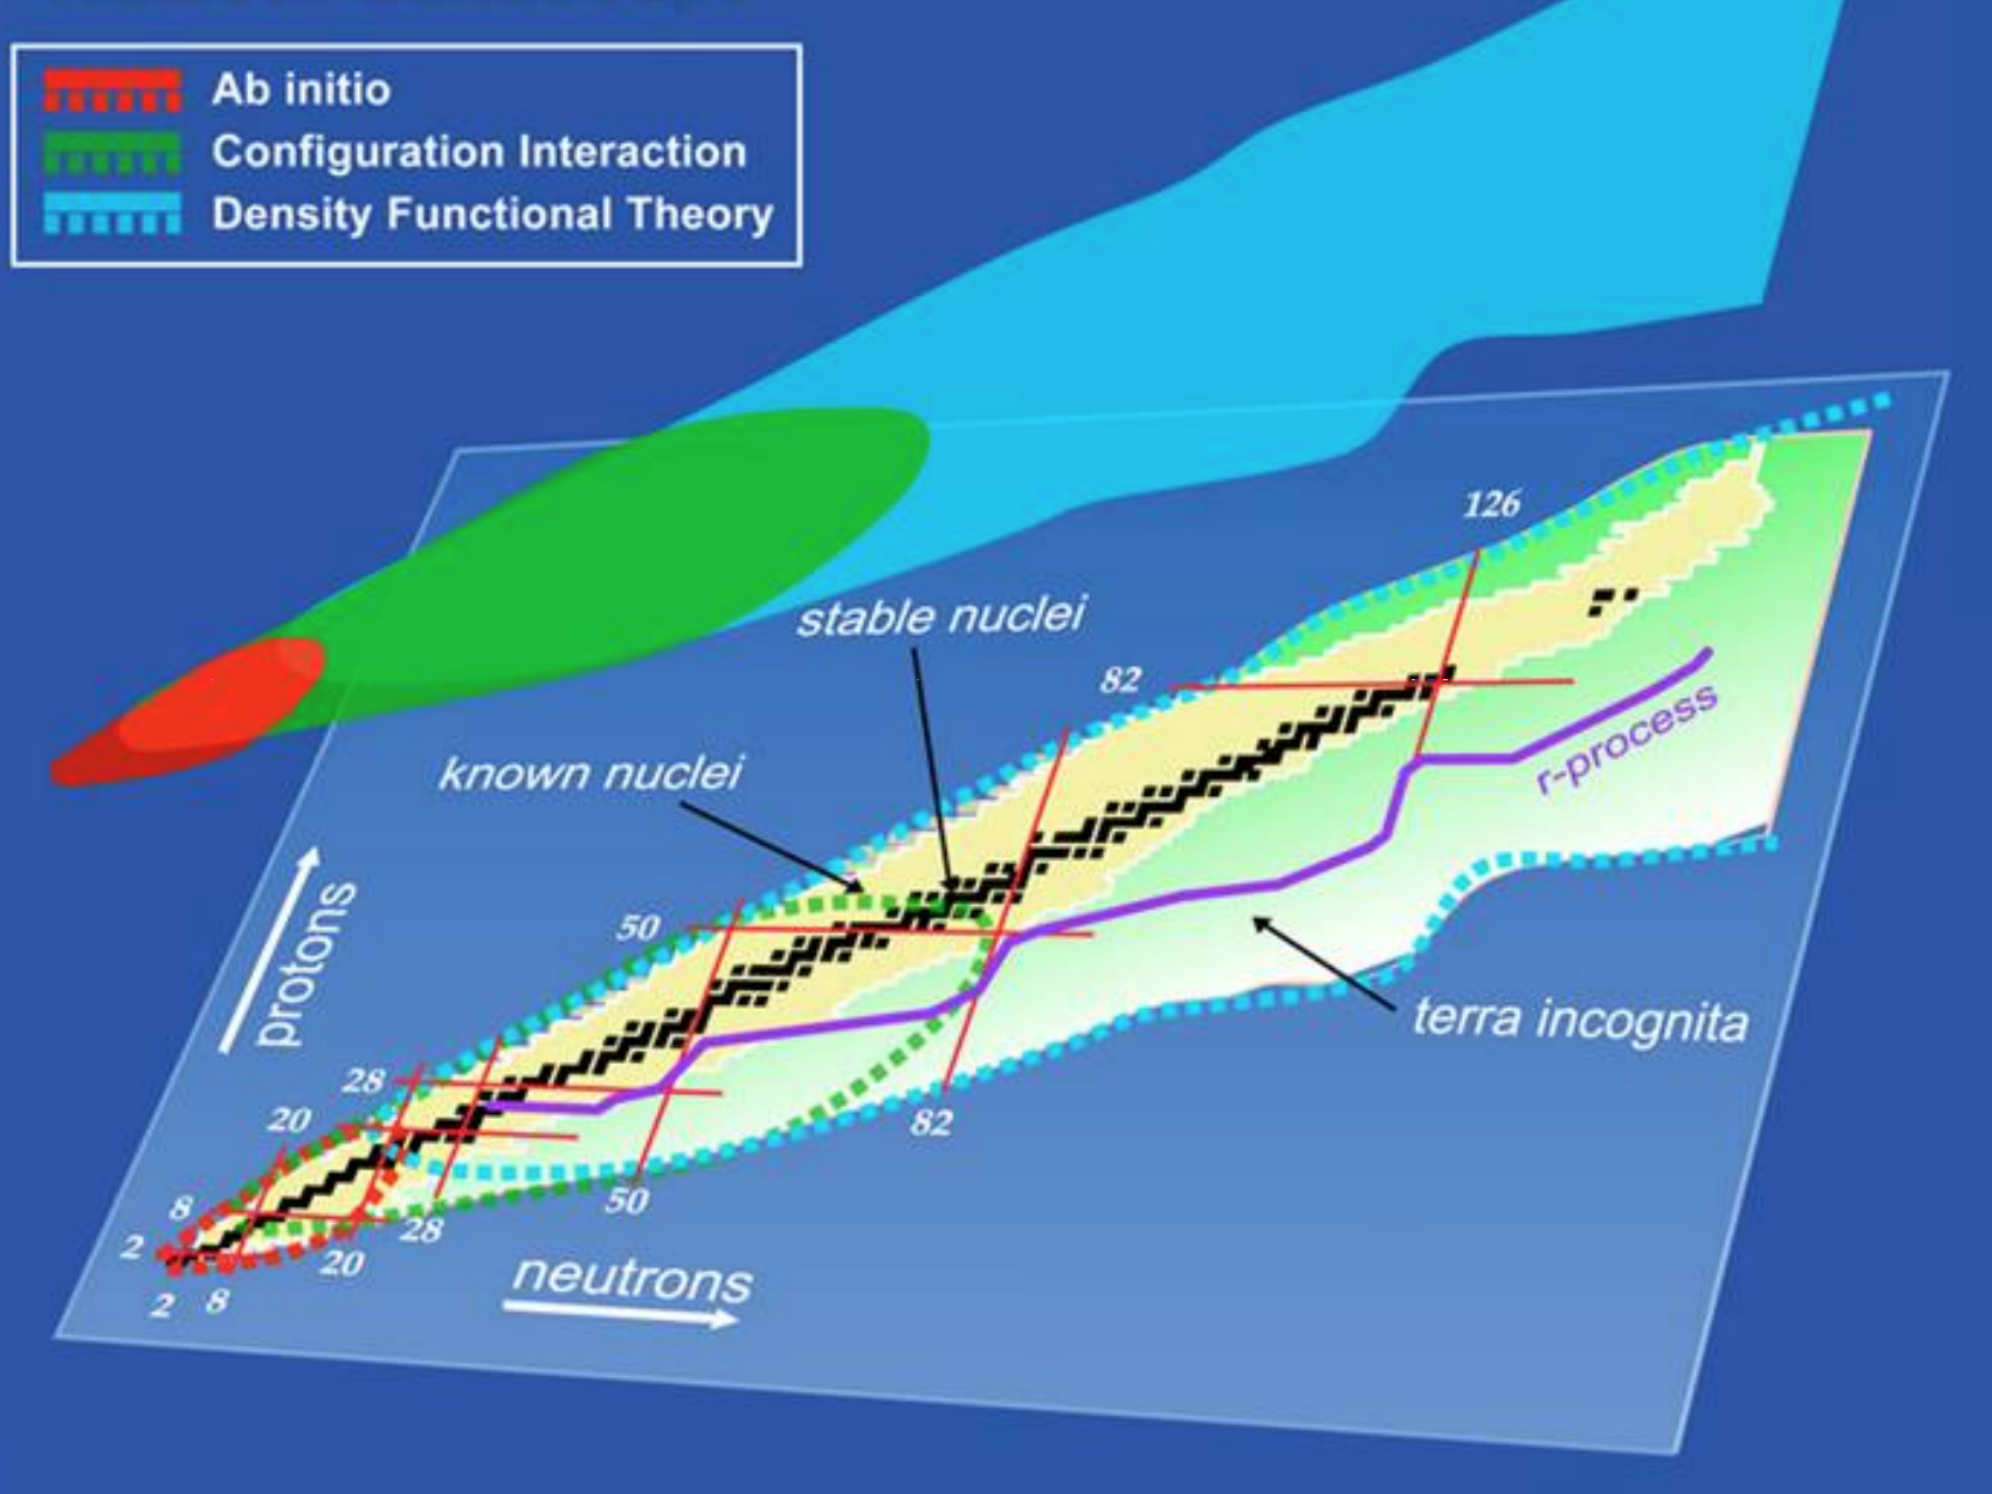 Ab initio
Configuration Interaction
Density Functional Theory
126
stable nuclei
82
known nuclei
r-process
protons
50
terra incognita
28
20
82
8
50
28
2
20
neutrons
2
8